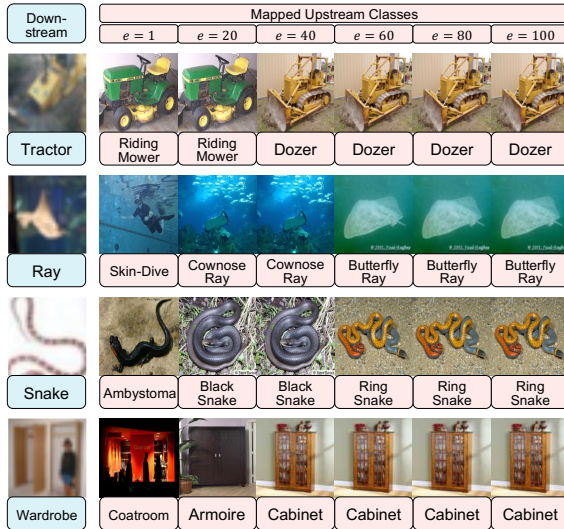 Down-
stream
Mapped Upstream Classes
e = 1
e = 20
e = 40
e = 60
e = 80
e = 100
Tractor
Riding
Mower
Riding
Mower
Dozer
Dozer
Dozer
Dozer
Ray
Skin-Dive
Cownose
Ray
Cownose
Ray
Butterfly
Ray
Butterfly
Ray
Butterfly
Ray
Snake
Ambystoma
Black
Snake
Black
Snake
Ring
Snake
Ring
Snake
Ring
Snake
Wardrobe
Coatroom
Armoire
Cabinet
Cabinet
Cabinet
Cabinet